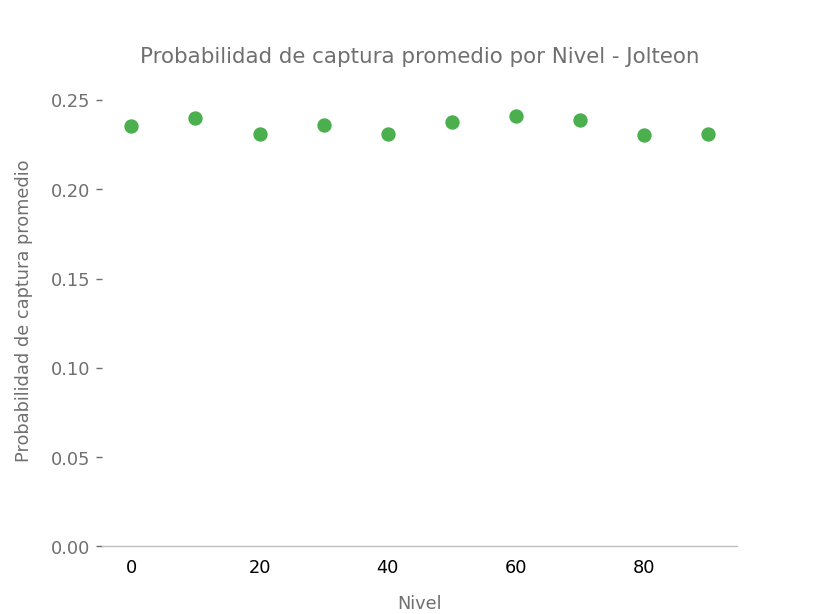 Probabilidad de captura promedio por Nivel - Jolteon
Probabilidad de captura promedio
0.25
0.20
0.15
0.10
0.05
0.00
0 20 40 60 80
Nivel